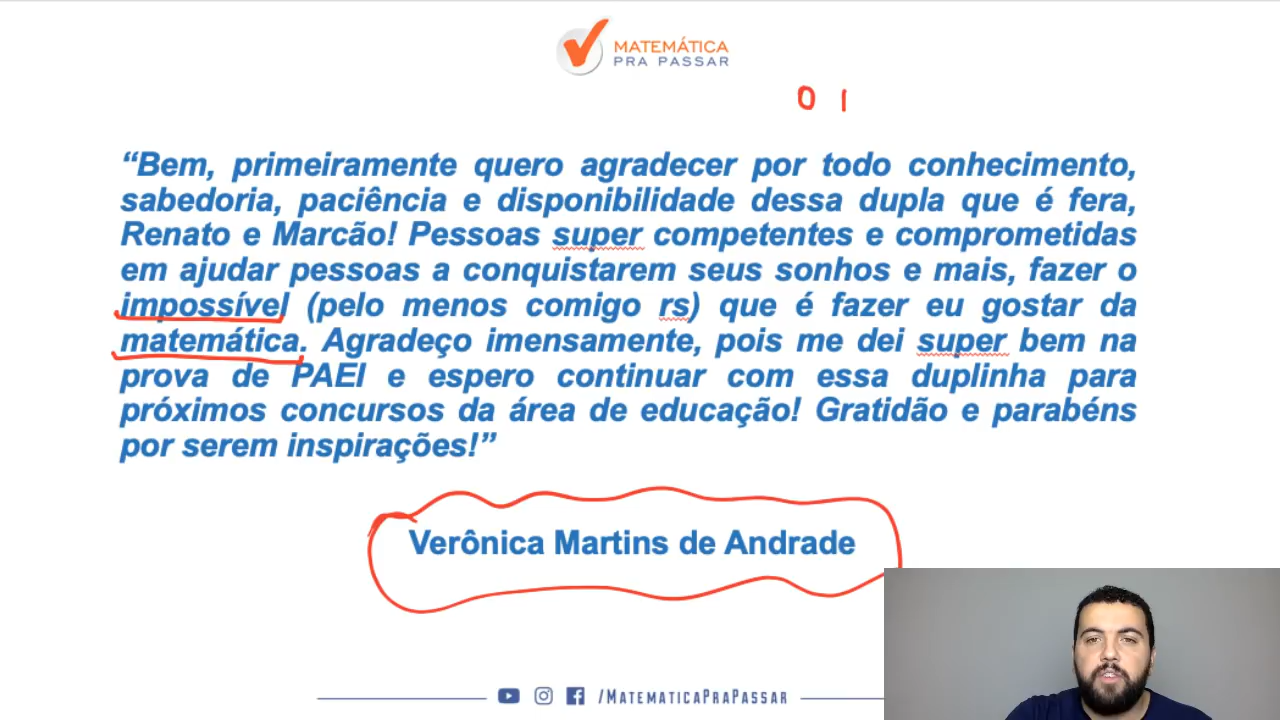 MATEMÁTICA
PRA PASSAR
0 1
“Bem, primeiramente quero agradecer por todo conhecimento,
sabedoria, paciência e disponibilidade dessa dupla que é fera,
Renato e Marcão! Pessoas super competentes e comprometidas
em ajudar pessoas a conquistarem seus sonhos e mais, fazer o
impossível (pelo menos comigo rs) que é fazer eu gostar da
matemática. Agradeço imensamente, pois me dei super bem na
prova de PAEI e espero continuar com essa duplinha para
próximos concursos da área de educação! Gratidão e parabéns
por serem inspirações!”
Verônica Martins de Andrade
/MATEMATICAPRAPASSAR